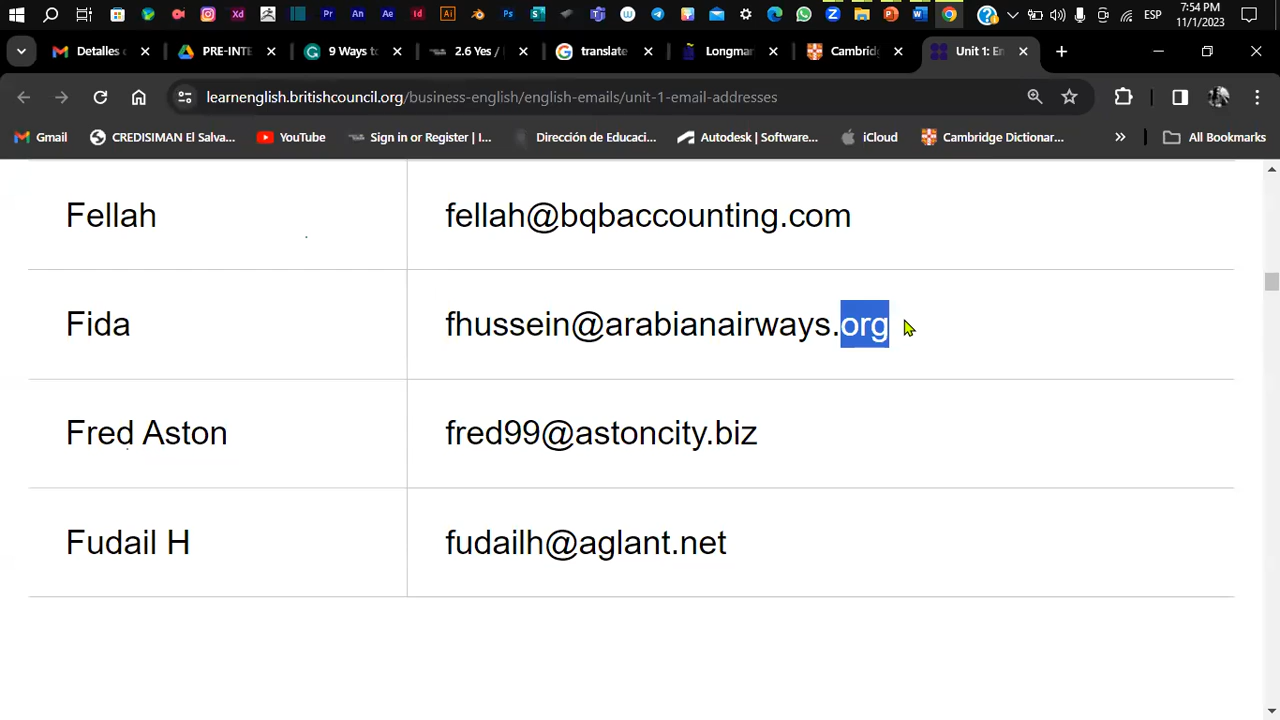 ESP
7:54 PM
11/1/2023
Detalles
PRE-INTE
9 Ways to
2.6 Yes /
translate
Longman
Cambrid
Unit 1: En
learnenglish.britishcouncil.org/business-english/english-emails/unit-1-email-addresses
Gmail
CREDISIMAN El Salva...
YouTube
Sign in or Register | I...
Dirección de Educaci...
Autodesk | Software...
iCloud
Cambridge Dictionar...
All Bookmarks
Fellah
fellah@bqbaccounting.com
Fida
fhussein@arabianairways.org
Fred Aston
fred99@astoncity.biz
Fudail H
fudailh@aglant.net